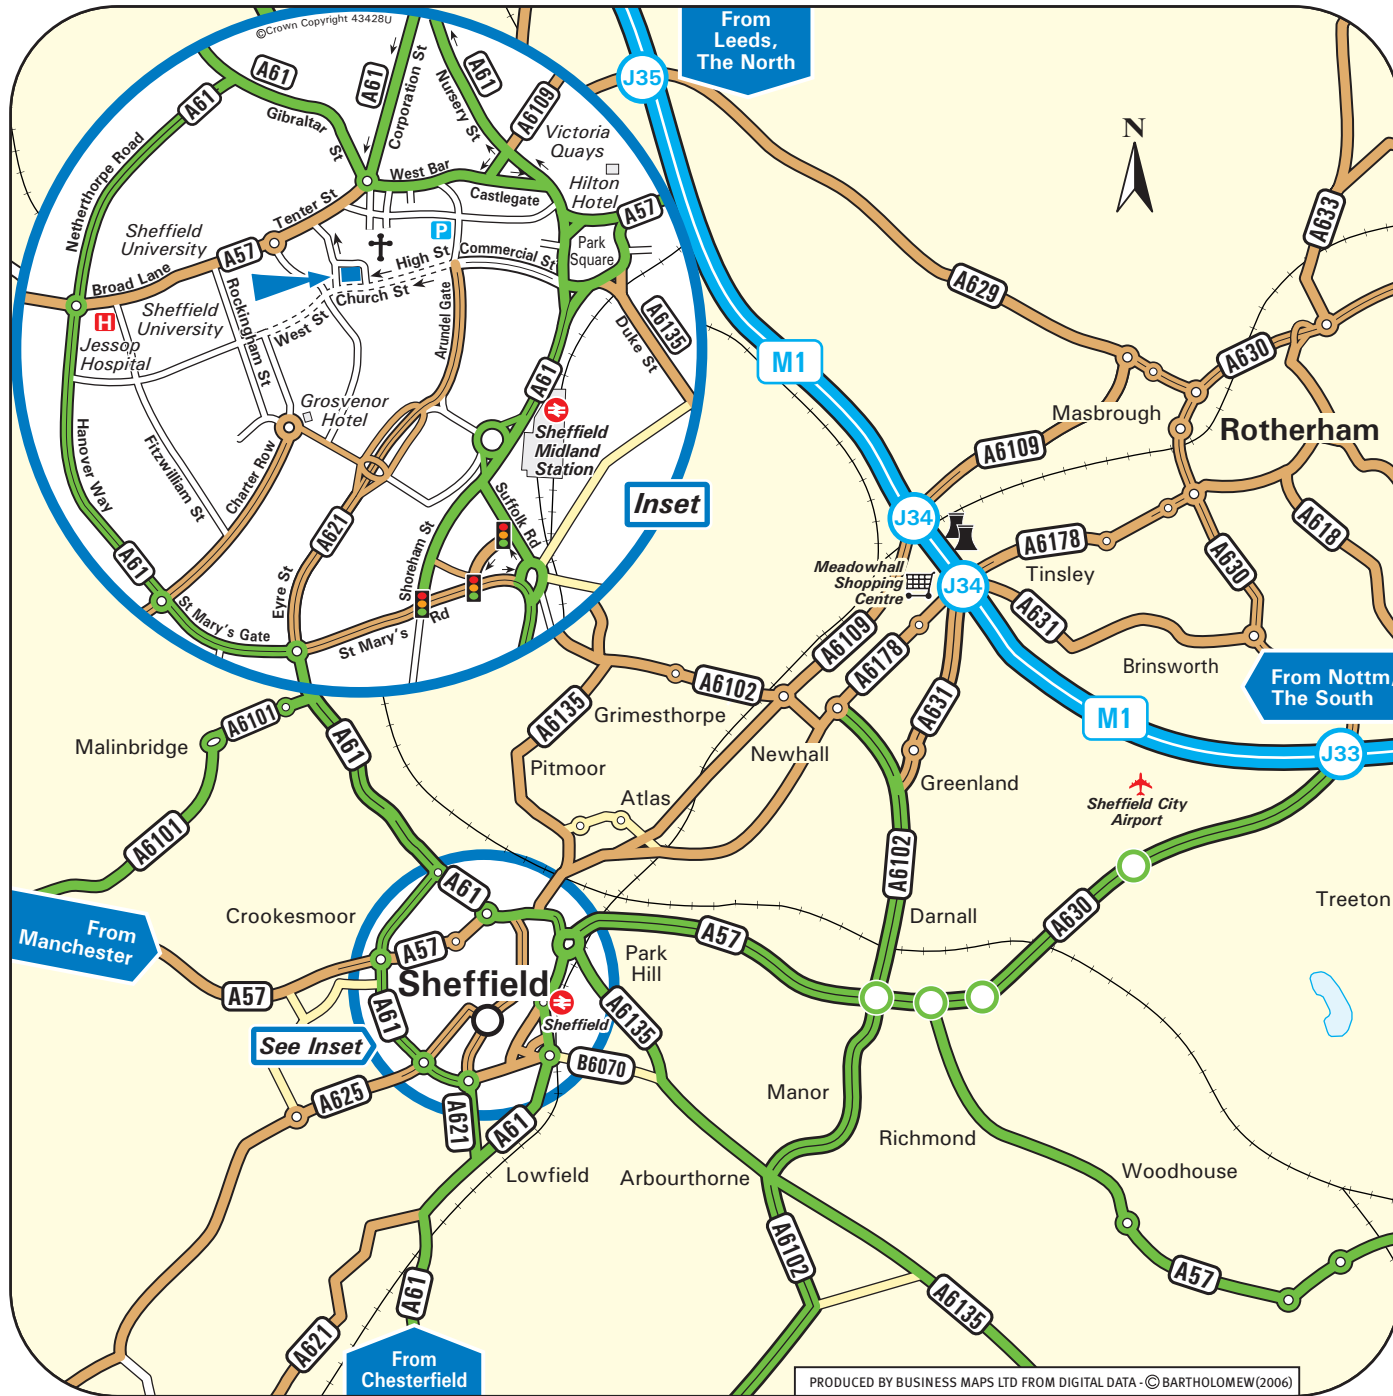 ©Crown Copyright 43428U
From
Leeds,
The North
J35
N
A61
A61
A61
A61
A6109
Netherthorpe Road
Gibraltar
St
Corporation St
Nursery St
Victoria
Quays
Hilton
Hotel
West Bar
Castlegate
A57
Tenter St
Sheffield
University
A57
Broad Lane
P
High St
Commercial St
Park
Square
Church St
West St
Sheffield
University
Rockingham St
H
Jessop
Hospital
Arundel Gate
A6135
Duke St
A61
Grosvenor
Hotel
Sheffield
Midland
Station
Hanover Way
Fitzwilliam St
Charter Row
A621
Shoreham St
Suffolk Rd
Eyre St
A61
St Mary's Gate
St Mary's
Rd
Inset
A633
A629
M1
A630
Masbrough
Rotherham
A6109
J34
A6178
A618
Meadowhall
Shopping
Centre
Tinsley
A630
J34
A631
A6109
A6178
Brinsworth
From Nottm,
The South
A631
M1
J33
A6102
A6135
Grimesthorpe
Newhall
A6101
A61
Malinbridge
Pitmoor
Atlas
Greenland
Sheffield City
Airport
A6101
A6102
A61
Crookesmoor
Darnall
A630
Treeton
From
Manchester
A57
A57
Park
Hill
A57
Sheffield
A61
Sheffield
A6135
See Inset
B6070
A625
A621
A61
Manor
Richmond
Lowfield
Arbourthorne
Woodhouse
A6102
A57
A61
A6135
A621
From
Chesterfield
PRODUCED BY BUSINESS MAPS LTD FROM DIGITAL DATA - © BARTHOLOMEW(2006)